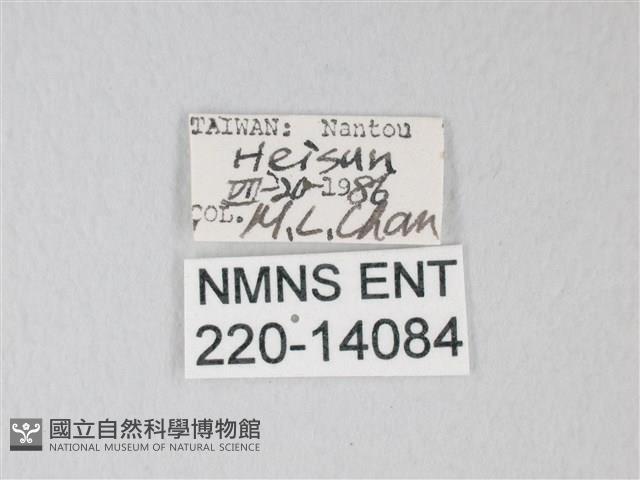 TAIWAN: Nantou
Heisun
VII-20-1986
COL. M.L.Chan
NMNS ENT
220-14084
國立自然科學博物館
NATIONAL MUSEUM OF NATURAL SCIENCE